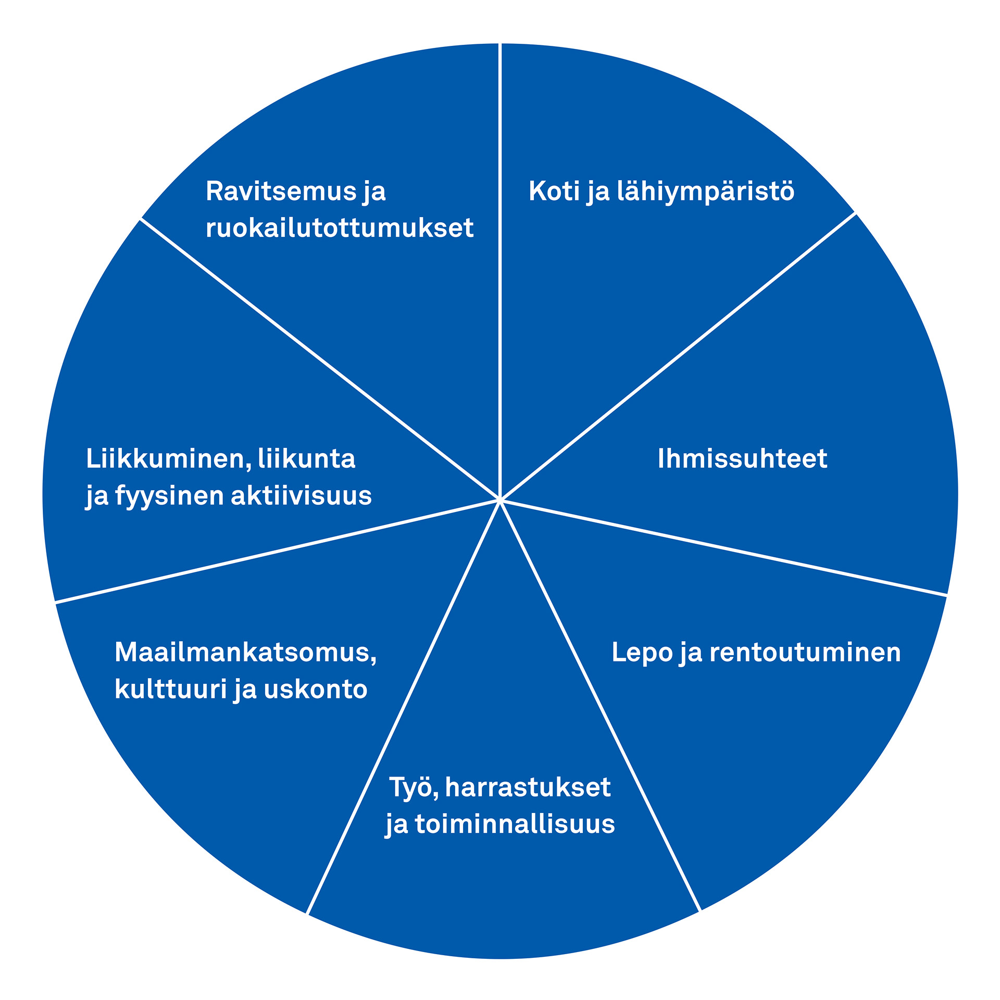 Ravitsemus ja
ruokailutottumukset
Koti ja lähiympäristö
Liikkuminen, liikunta
ja fyysinen aktiivisuus
Ihmissuhteet
Maailmankatsomus,
kulttuuri ja uskonto
Lepo ja rentoutuminen
Työ, harrastukset
ja toiminnallisuus